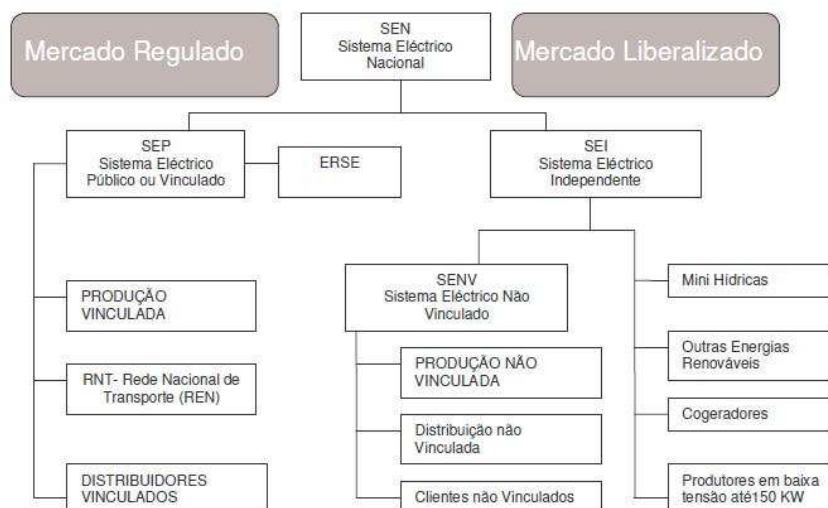 Mercado Regulado
SEN
Sistema Eléctrico
Nacional
Mercado Liberalizado
SEP
Sistema Eléctrico
Público ou Vinculado
ERSE
SEI
Sistema Eléctrico
Independente
SENV
Sistema Eléctrico Não
Vinculado
Mini Hídricas
PRODUÇÃO
VINCULADA
PRODUÇÃO NÃO
VINCULADA
Outras Energias
Renováveis
RNT- Rede Nacional de
Transporte (REN)
Distribuição não
Vinculada
Cogeradores
DISTRIBUIDORES
VINCULADOS
Clientes não Vinculados
Produtores em baixa
tensão até150 KW